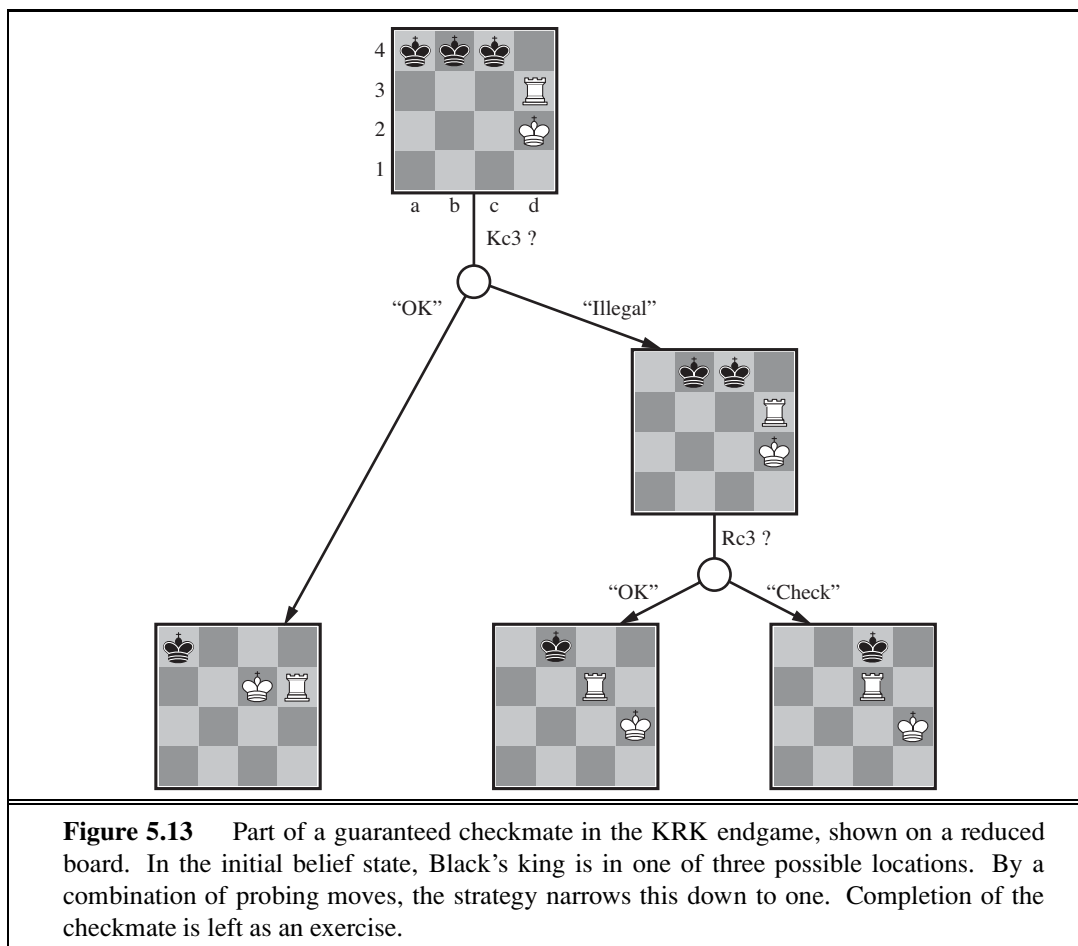 4
3
2
1
a b c d
Kc3 ?
“OK” “Illegal”
Rc3 ?
“OK” “Check”
Figure 5.13 Part of a guaranteed checkmate in the KRK endgame, shown on a reduced
board. In the initial belief state, Black’s king is in one of three possible locations. By a
combination of probing moves, the strategy narrows this down to one. Completion of the
checkmate is left as an exercise.